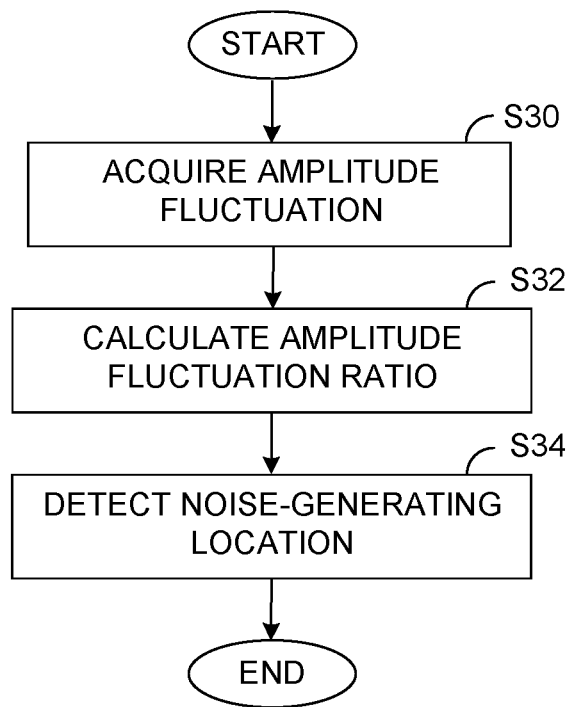 START
S30
ACQUIRE AMPLITUDE
FLUCTUATION
S32
CALCULATE AMPLITUDE
FLUCTUATION RATIO
S34
DETECT NOISE-GENERATING
LOCATION
END